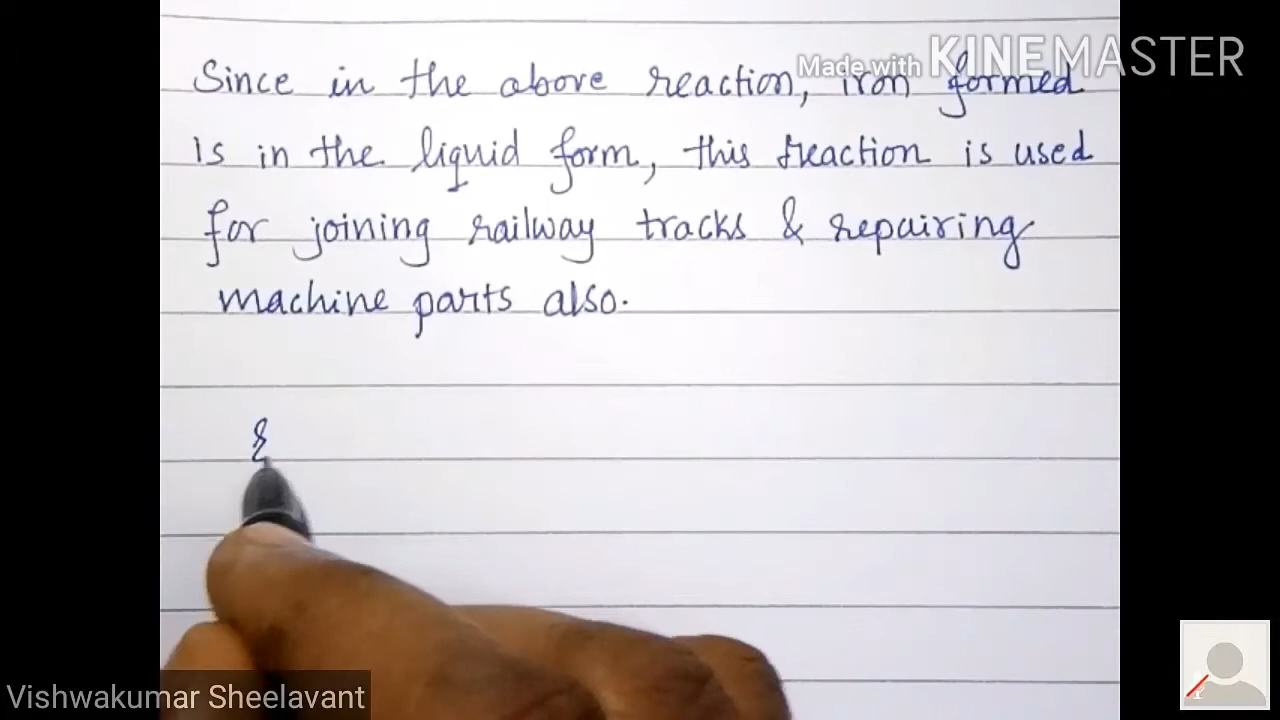 Made with KINEMASTER
Since in the above reaction, iron formed
is in the liquid form, this reaction is used
for joining railway tracks & repairing
machine parts also.
Vishwakumar Sheelavant